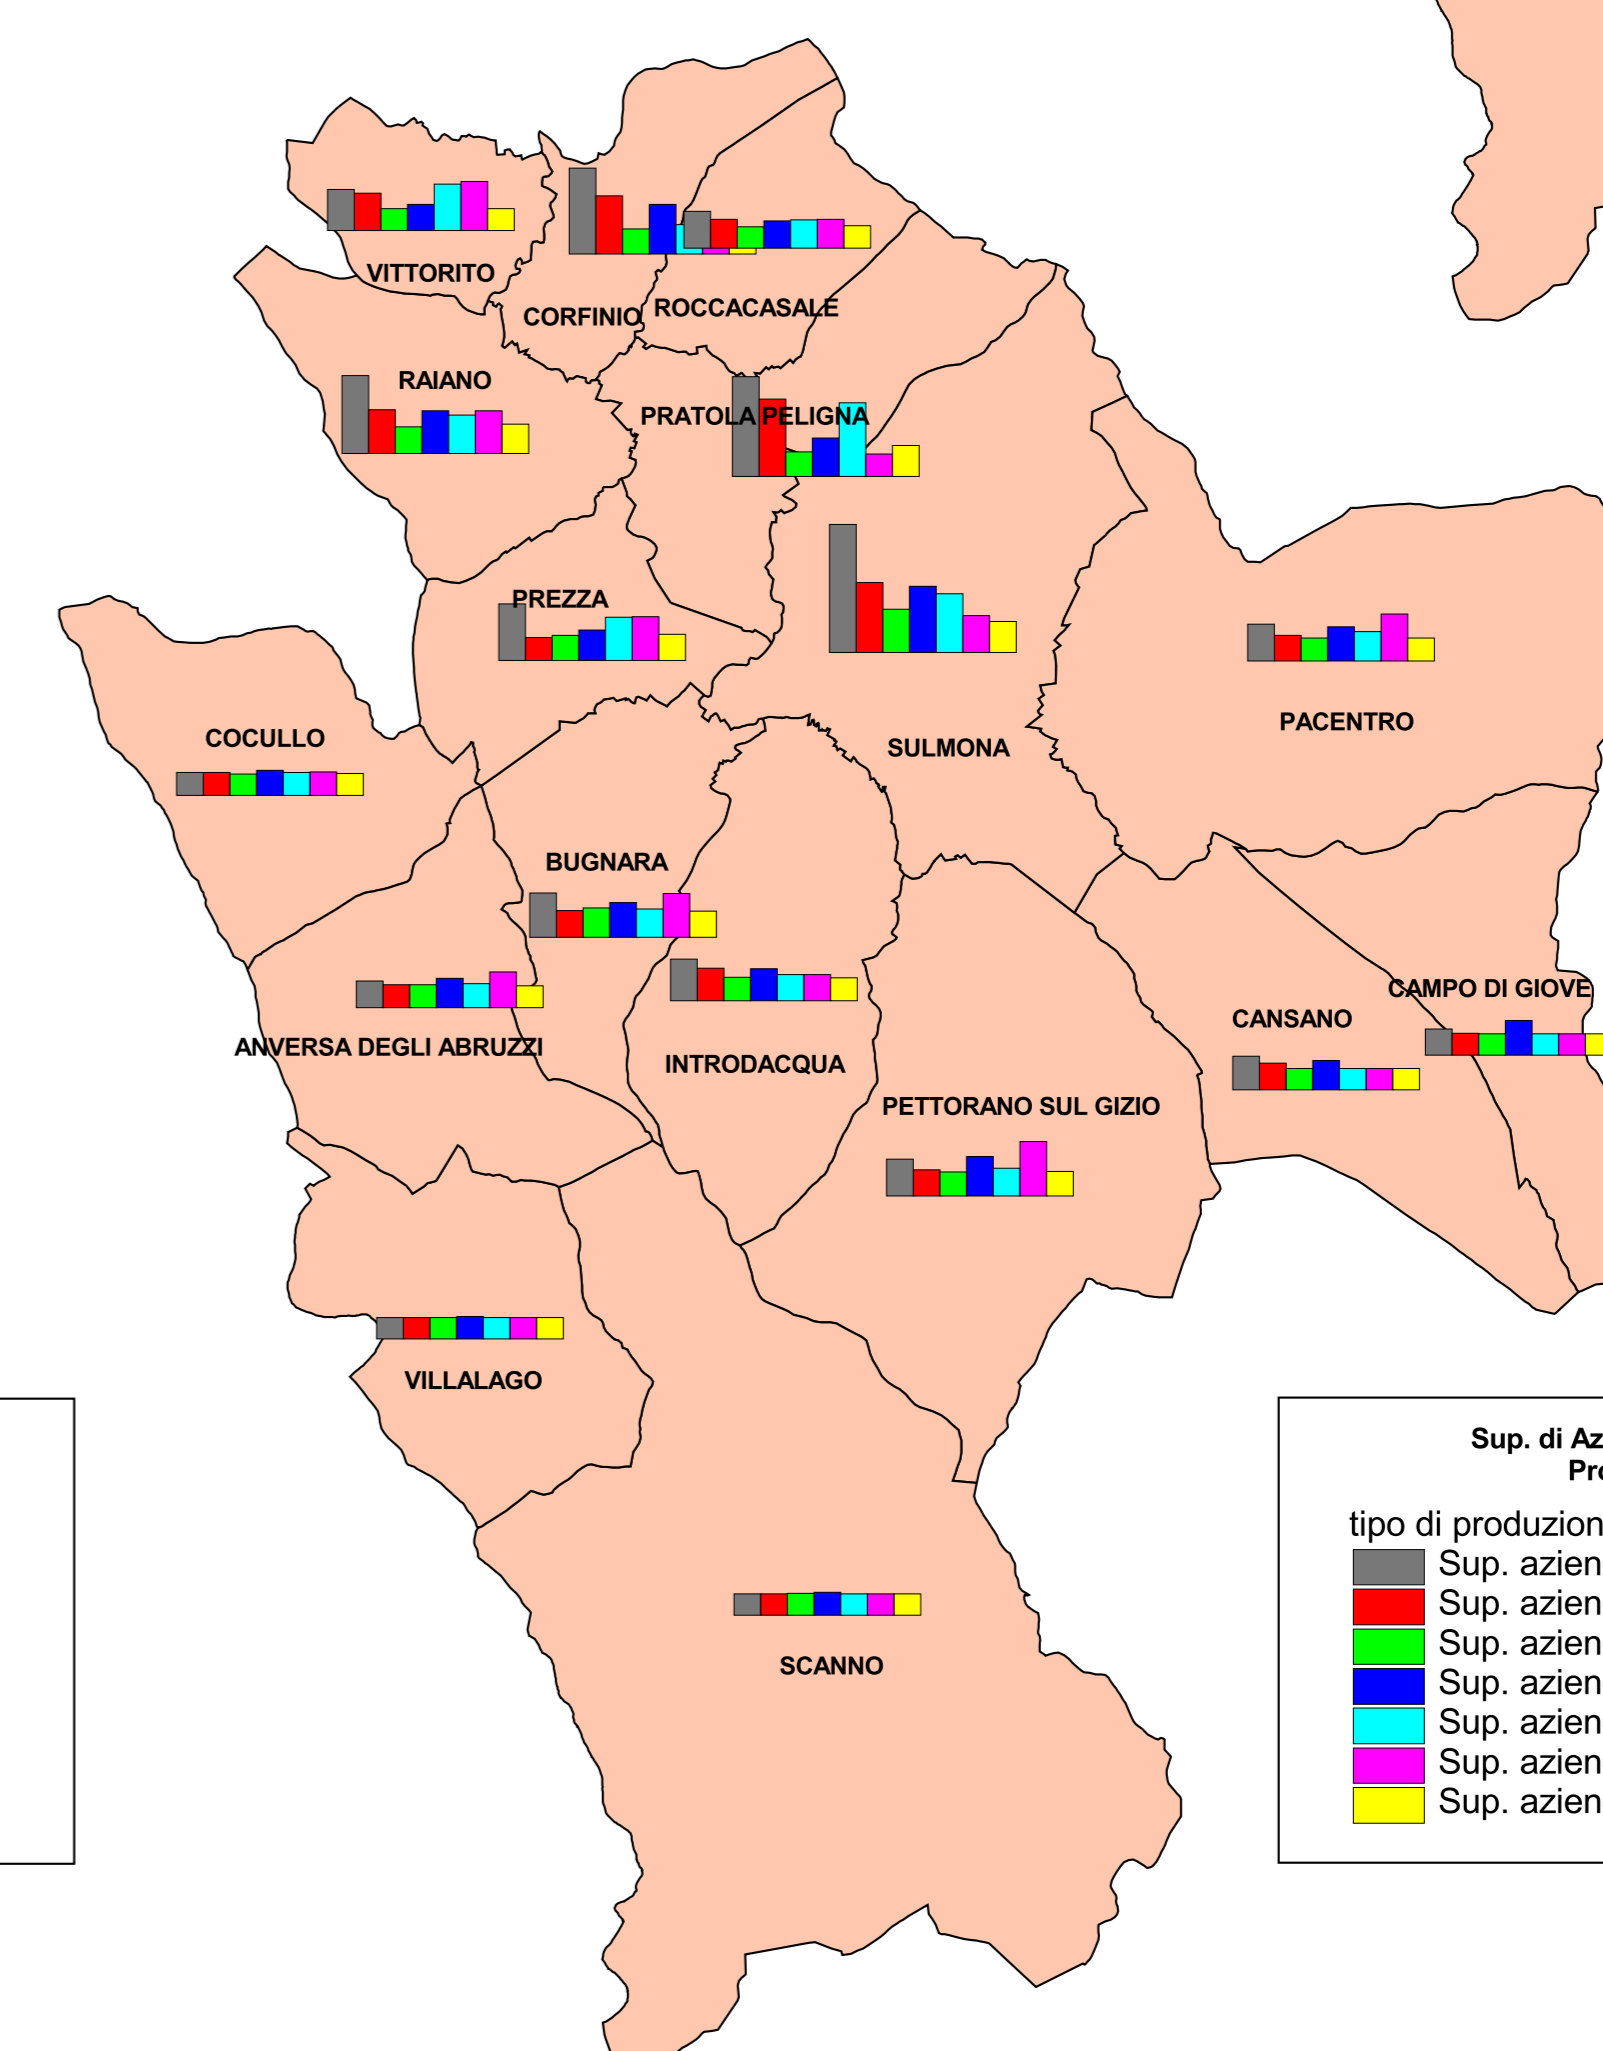 VITTORITO
CORFINIO
ROCCACASALE
RAIANO
PRATOLA PELIGNA
PREZZA
COCULLO
SULMONA
PACENTRO
BUGNARA
CAMPO DI GIOVE
CANSANO
ANVERSA DEGLI ABRUZZI
INTRODACQUA
PETTORANO SUL GIZIO
VILLALAGO
SCANNO
Sup. di Az
Pro
tipo di produzion
Sup. azien
Sup. azien
Sup. azien
Sup. azien
Sup. azien
Sup. azien
Sup. azien